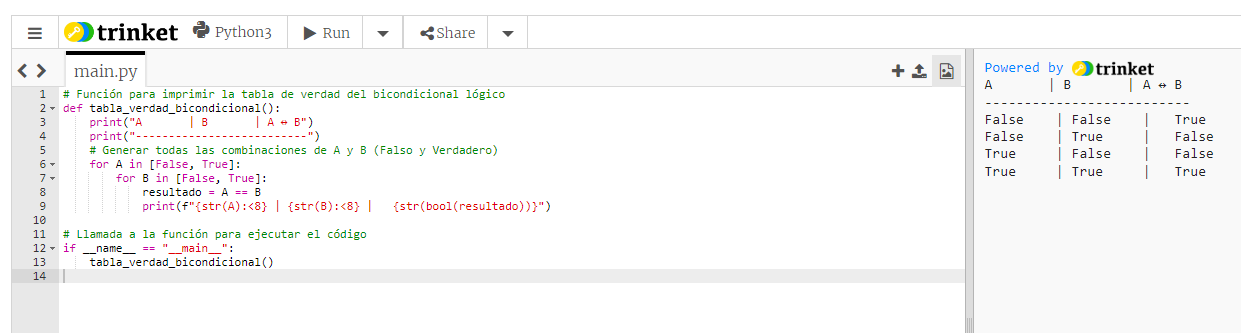 trinket Python3 Run Share
main.py
1 # Función para imprimir la tabla de verdad del bicondicional lógico
2 def tabla_verdad_bicondicional():
3     print("A       | B       | A ↔ B")
4     print("--------------------------")
5     # Generar todas las combinaciones de A y B (Falso y Verdadero)
6     for A in [False, True]:
7         for B in [False, True]:
8             resultado = A == B
9             print(f"{str(A):<8} | {str(B):<8} |   {str(bool(resultado))}")
10
11 # Llamada a la función para ejecutar el código
12 if __name__ == "__main__":
13     tabla_verdad_bicondicional()
14
Powered by trinket
A       | B       | A ↔ B
--------------------------
False    | False    |   True
False    | True     |   False
True     | False    |   False
True     | True     |   True